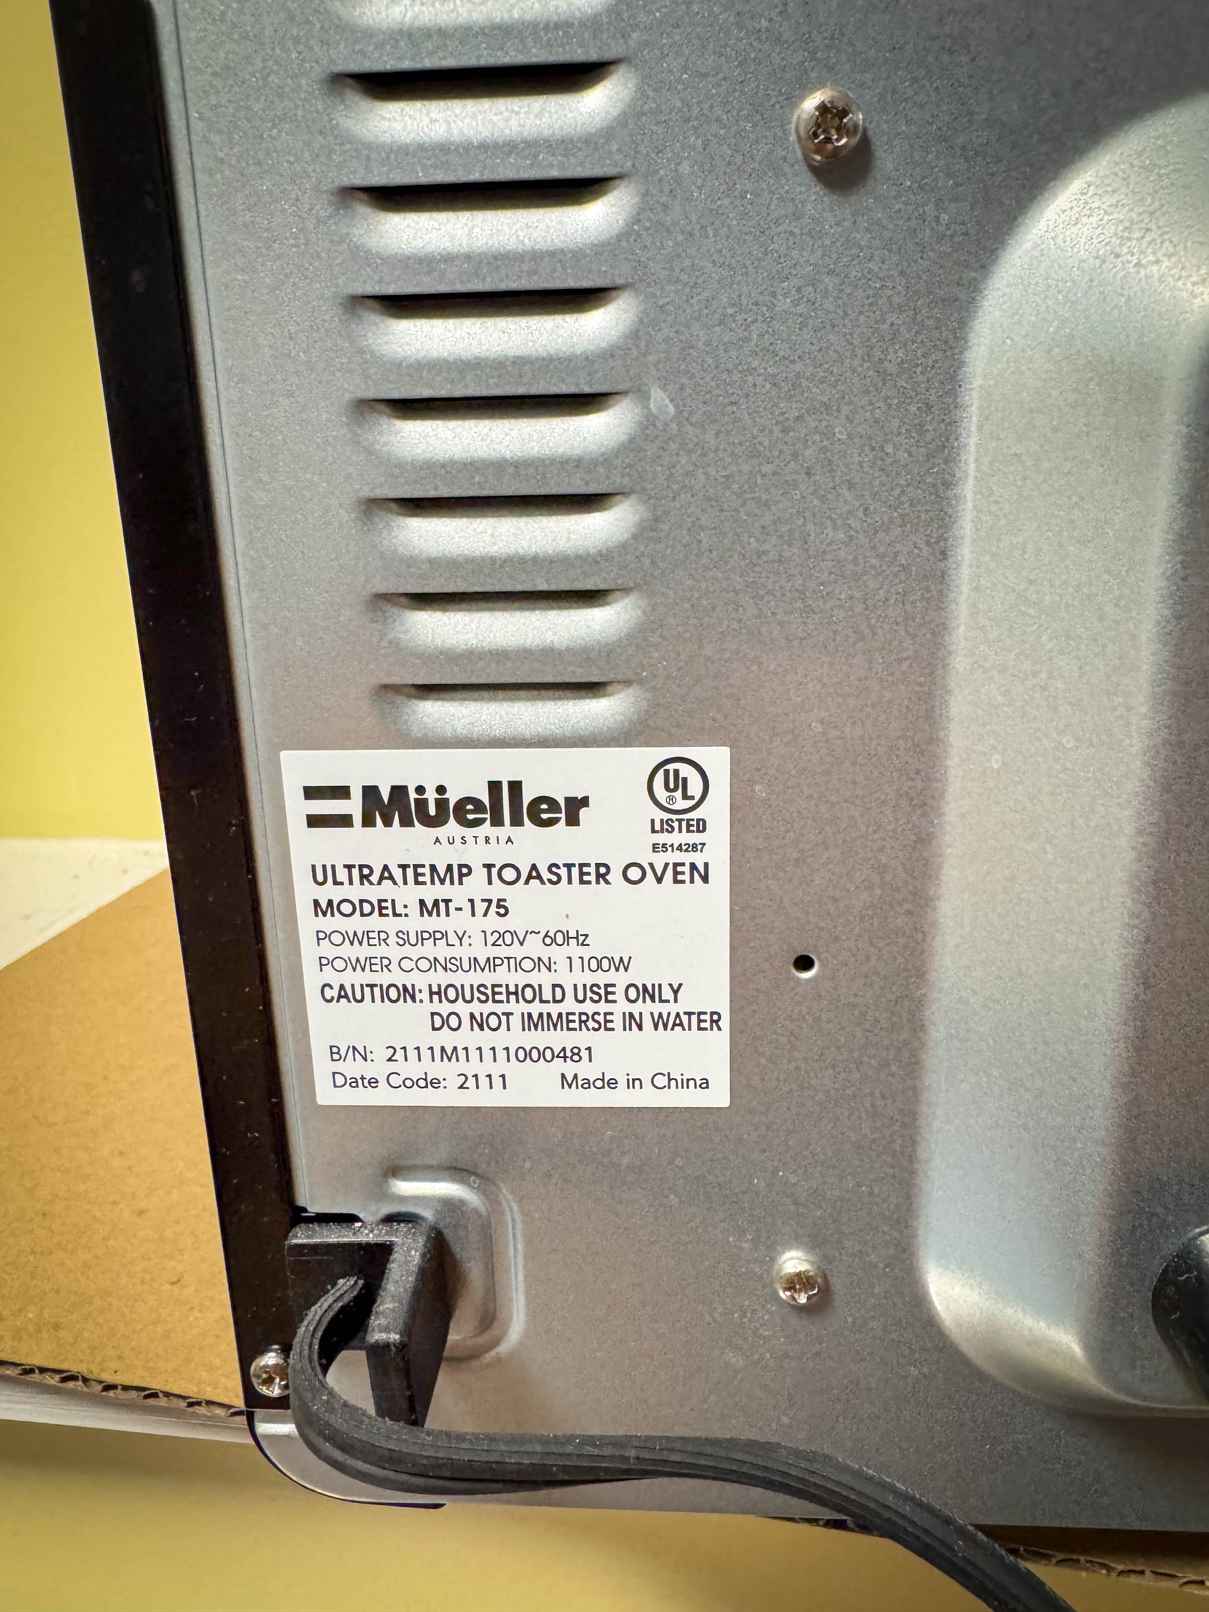 Müeller
AUSTRIA
UL
®
LISTED
E514287
ULTRATEMP TOASTER OVEN
MODEL: MT-175
POWER SUPPLY: 120V~60Hz
POWER CONSUMPTION: 1100W
CAUTION: HOUSEHOLD USE ONLY
DO NOT IMMERSE IN WATER
B/N: 2111M1111000481
Date Code: 2111 Made in China